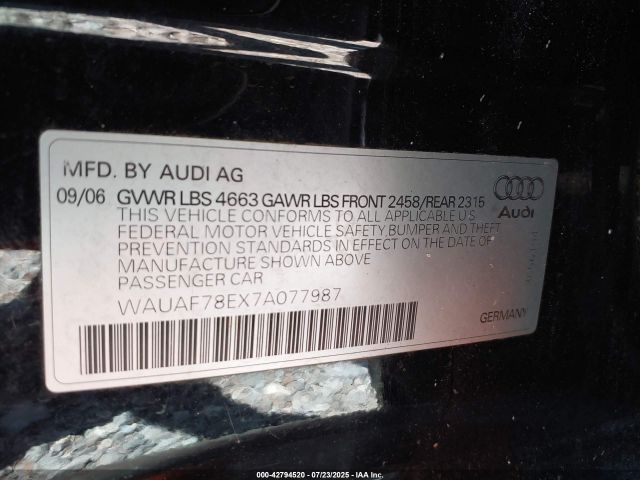 MFD. BY AUDI AG
09/06 GVWR LBS 4663 GAWR LBS FRONT 2458/REAR 2315
THIS VEHICLE CONFORMS TO ALL APPLICABLE U.S.
FEDERAL MOTOR VEHICLE SAFETY BUMPER AND THEFT
PREVENTION STANDARDS IN EFFECT ON THE DATE OF
MANUFACTURE SHOWN ABOVE
PASSENGER CAR
WAUAF78EX7A077987
Audi
GERMANY
000-42794520 | 07/23/2025 | IAA Inc.